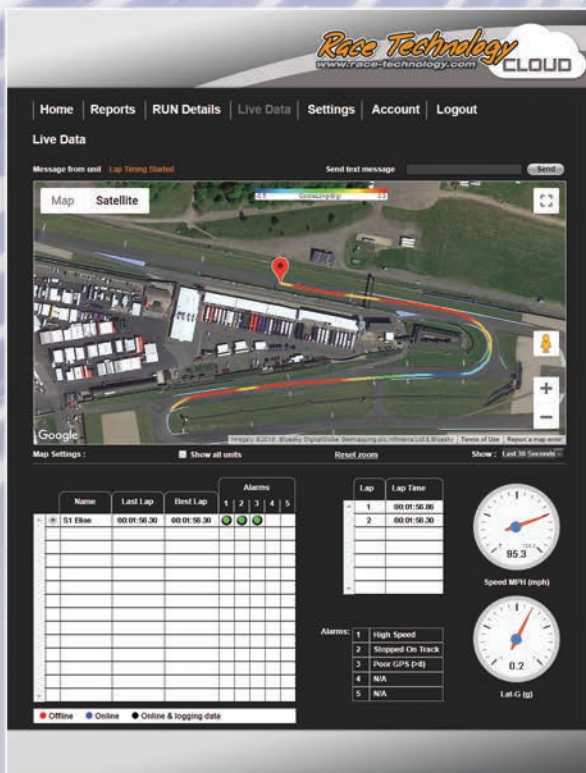 Race Technology
www.race-technology.com
CLOUD
Home | Reports | RUN Details | Live Data | Settings | Account | Logout
Live Data
Message from unit Lap Timing Started
Send text message Send
Map Satellite
Google
Terms of Use Report a map error
Map Settings : Show all units Reset zoom Show : Last 30 Seconds
Alarms
Name Last Lap Best Lap 1 2 3 4 5
S1 Elise 00:01:56.30 00:01:56.30
Offline Online Online & logging data
Lap Lap Time
1 00:01:56.86
2 00:01:56.30
Alarms: 1 High Speed
2 Stopped On Track
3 Poor GPS (>8)
4 N/A
5 N/A
95.3
Speed MPH (mph)
0.2
Lat-G (g)